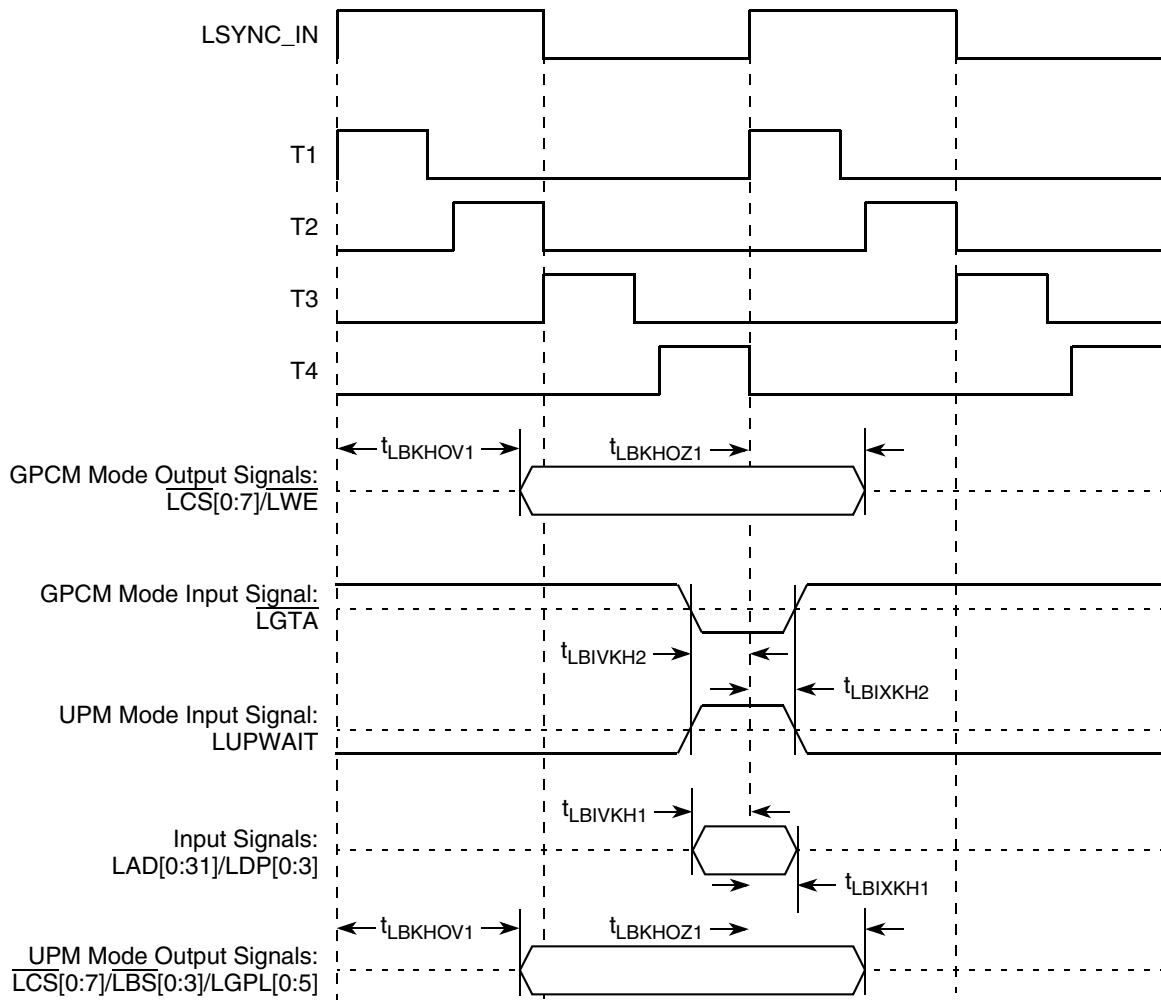 LSYNC_IN
T1
T2
T3
T4
tLBKHOV1
tLBKHOZ1
GPCM Mode Output Signals:
LCS[0:7]/LWE
GPCM Mode Input Signal:
LGTA
tLBIVKH2
tLBIXKH2
UPM Mode Input Signal:
LUPWAIT
tLBIVKH1
Input Signals:
LAD[0:31]/LDP[0:3]
tLBIXKH1
tLBKHOV1
tLBKHOZ1
UPM Mode Output Signals:
LCS[0:7]/LBS[0:3]/LGPL[0:5]